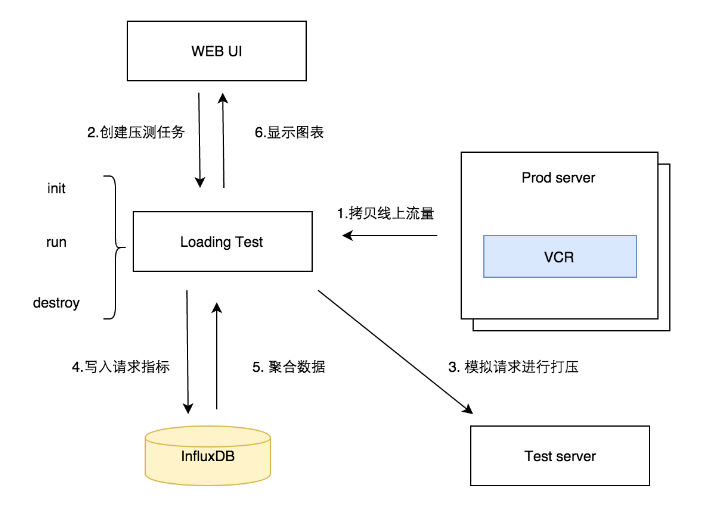 WEB UI
2.创建压测任务
6.显示图表
Prod server
init
1.拷贝线上流量
run
Loading Test
VCR
destroy
4.写入请求指标
5. 聚合数据
3. 模拟请求进行打压
InfluxDB
Test server